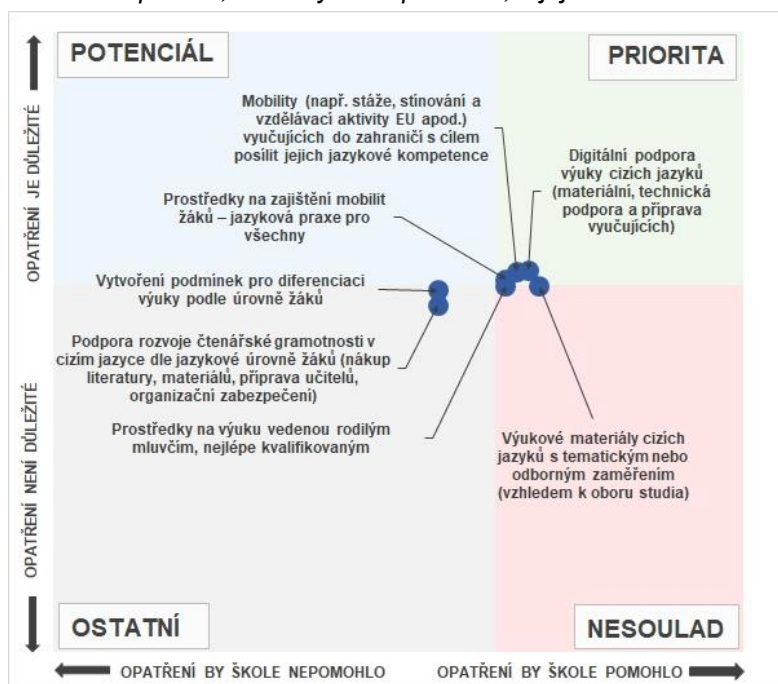 POTENCIÁL
PRIORITA
Mobility (např. stáže, stínování a
vzdělávací aktivity EU apod.)
vyučujících do zahraničí s cílem
posílit jejich jazykové kompetence
Digitální podpora
výuky cizích jazyků
(materiální, technická
podpora a příprava
vyučujících)
Prostředky na zajištění mobilit
žáků – jazyková praxe pro
všechny
Vytvoření podmínek pro diferenciaci
výuky podle úrovně žáků
Podpora rozvoje čtenářské gramotnosti v
cizím jazyce dle jazykové úrovně žáků (nákup
literatury, materiálů, příprava učitelů,
organizační zabezpečení)
Prostředky na výuku vedenou rodilým
mluvčím, nejlépe kvalifikovaným
Výukové materiály cizích
jazyků s tematickým nebo
odborným zaměřením
(vzhledem k oboru studia)
OSTATNÍ
NESOULAD
OPATŘENÍ JE DŮLEŽITÉ
OPATŘENÍ NENÍ DŮLEŽITÉ
OPATŘENÍ BY ŠKOLE NEPOMOHLO
OPATŘENÍ BY ŠKOLE POMOHLO